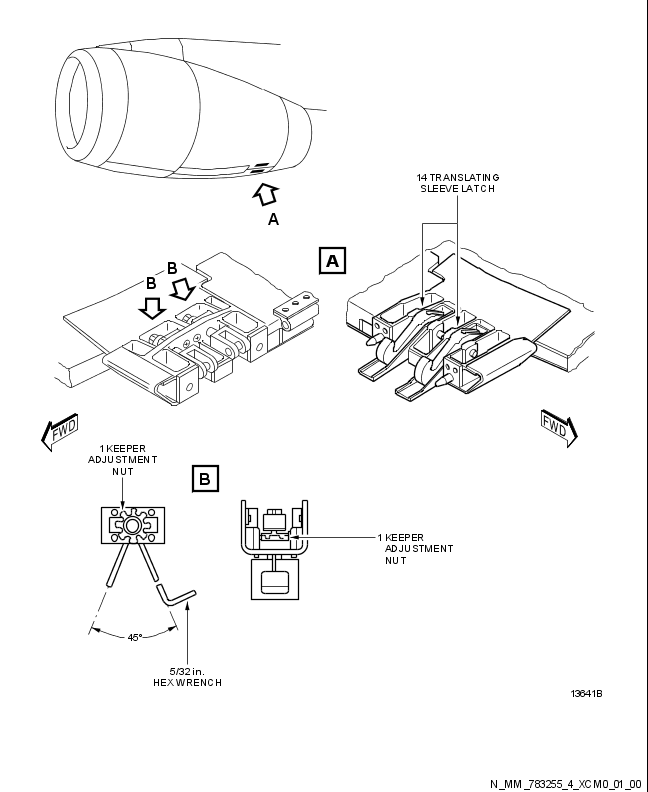 A
14 TRANSLATING
SLEEVE LATCH
A
B
B
FWD
FWD
1 KEEPER
ADJUSTMENT
NUT
B
1 KEEPER
ADJUSTMENT
NUT
45°
5/32 in.
HEX WRENCH
13641B
N_MM_783255_4_XCM0_01_00